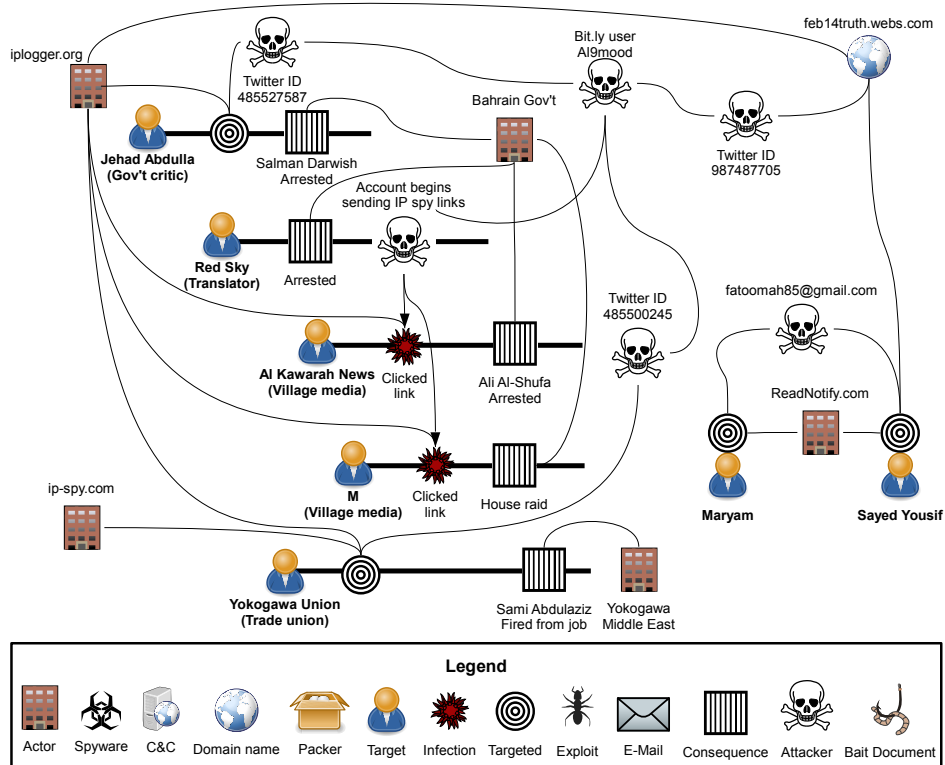 feb14truth.webs.com
Bit.ly user
Al9mood
iplogger.org
Twitter ID
485527587
Bahrain Gov't
Jehad Abdulla
(Gov't critic)
Salman Darwish
Arrested
Twitter ID
987487705
Account begins
sending IP spy links
Red Sky
(Translator)
Arrested
fatoomah85@gmail.com
Twitter ID
485500245
Al Kawarah News
(Village media)
Clicked
link
Ali Al-Shufa
Arrested
ReadNotify.com
M
(Village media)
Clicked
link
House raid
ip-spy.com
Maryam
Sayed Yousif
Yokogawa Union
(Trade union)
Sami Abdulaziz
Fired from job
Yokogawa
Middle East
Legend
Actor
Spyware
C&C
Domain name
Packer
Target
Infection
Targeted
Exploit
E-Mail
Consequence
Attacker
Bait Document